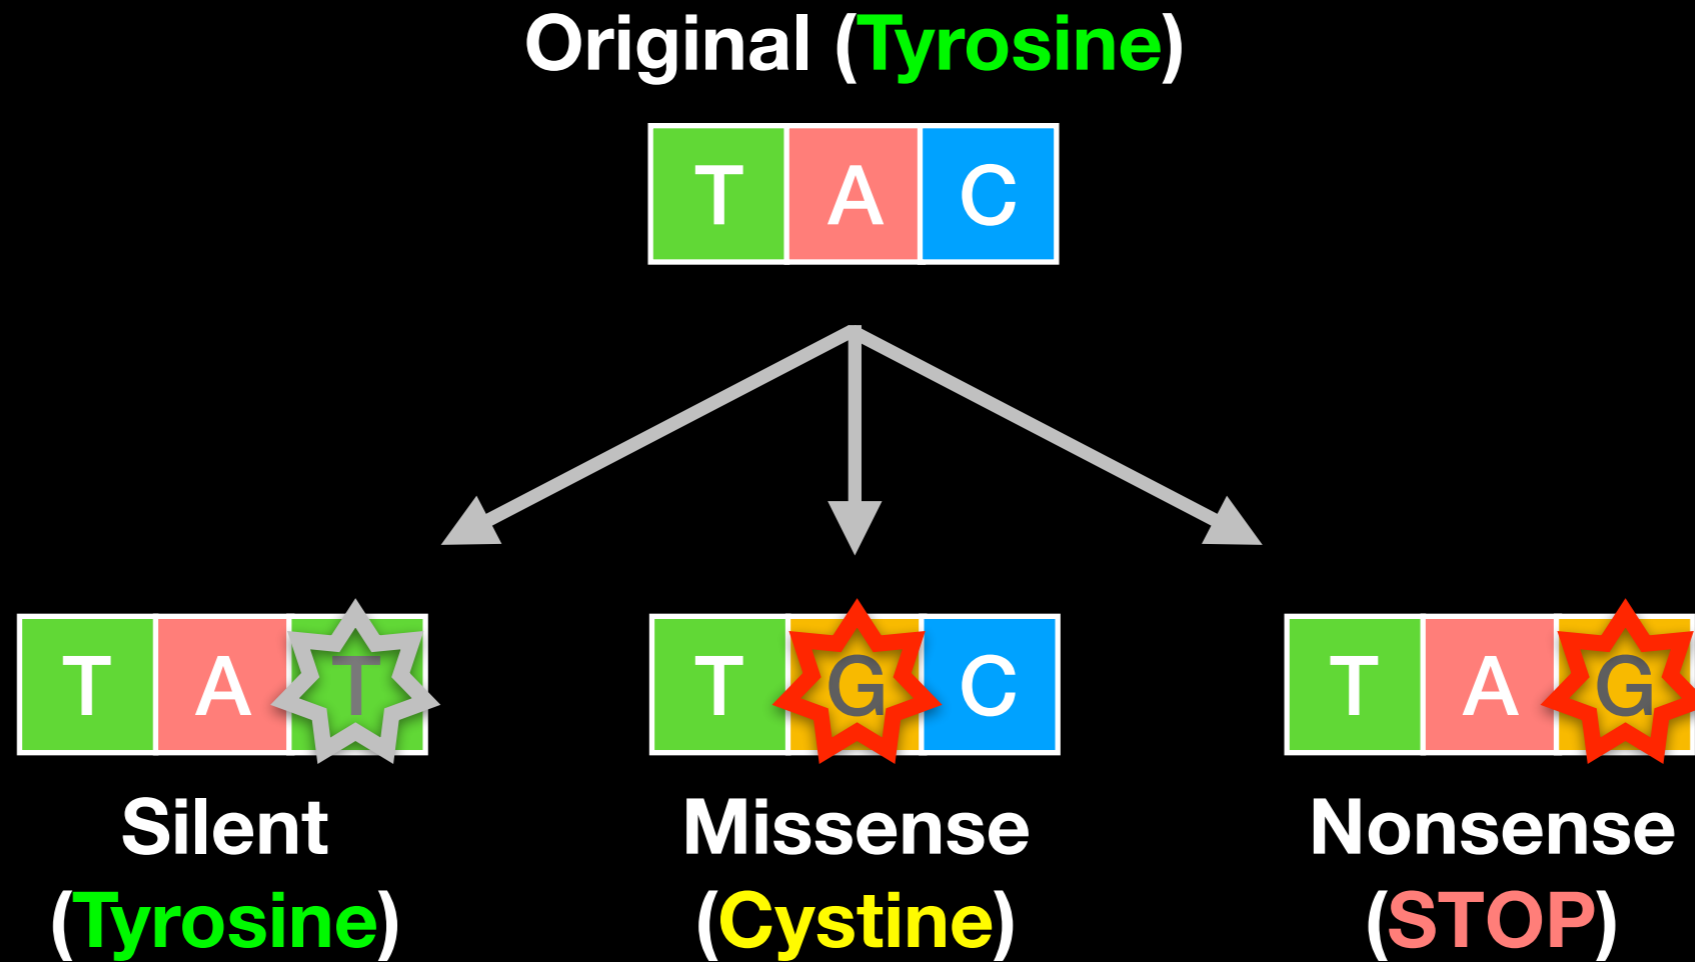 Original (Tyrosine)
T A C
T A T
T G C
T A G
Silent
(Tyrosine)
Missense
(Cystine)
Nonsense
(STOP)